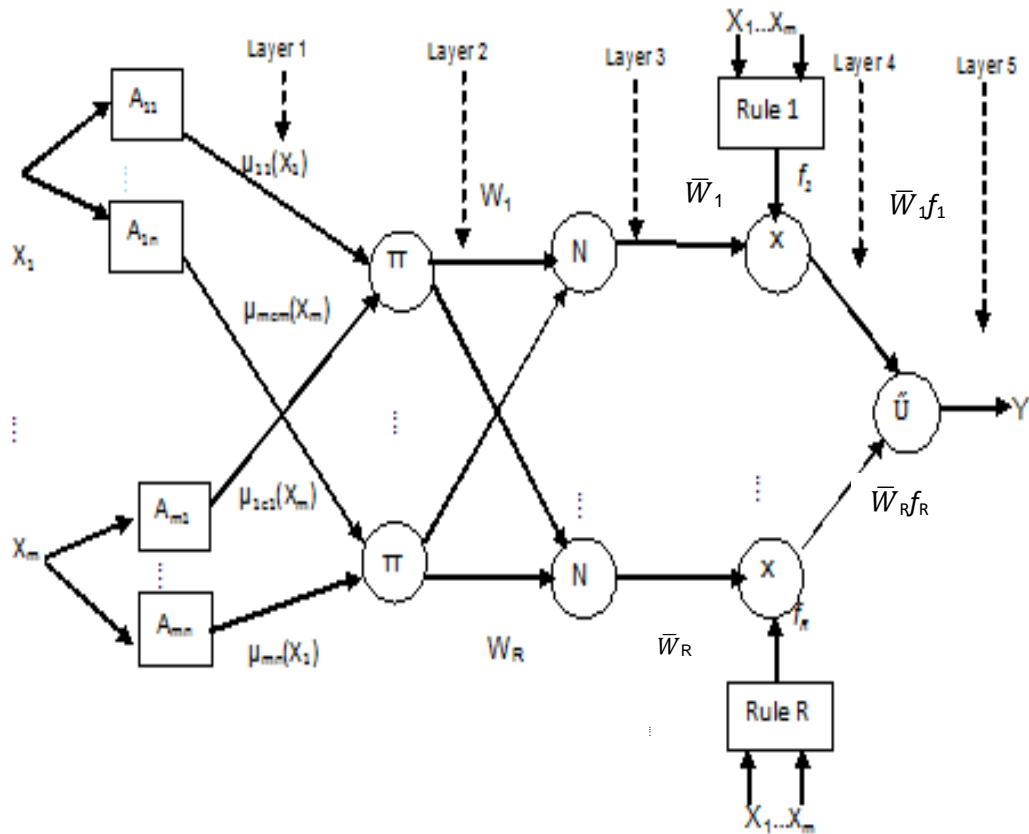 X₁...Xₘ
Layer 1
Layer 2
Layer 3
Layer 4
Layer 5
A₁₁
Rule 1
μ₁₁(X₁)
W₁
W̄₁
f₁
W̄₁f₁
A₁ₙ
X₁
π
N
x
μₘcₘ(Xₘ)
Ű
Y
Aₘ₁
μ₁c₁(Xₘ)
W̄RfR
Xₘ
π
N
x
Aₘₙ
fR
μₘₙ(X₁)
WR
W̄R
Rule R
X₁...Xₘ